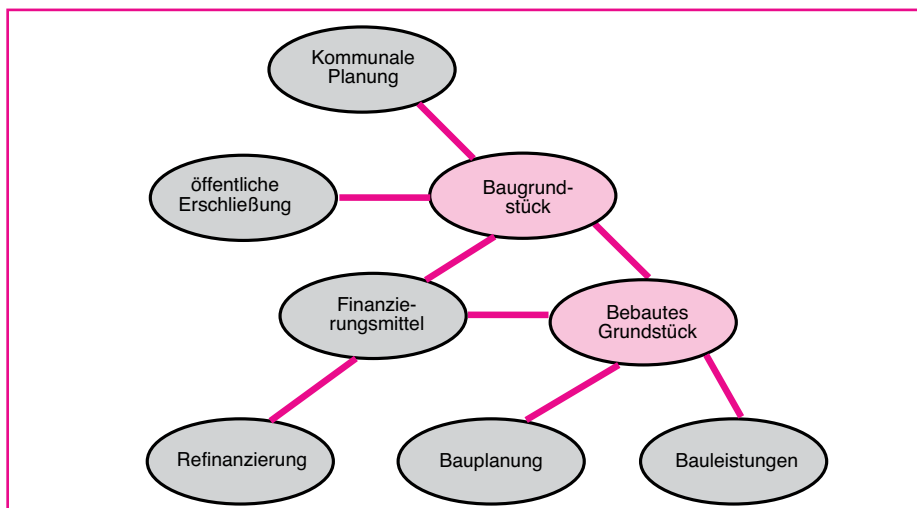 Kommunale
Planung
öffentliche
Erschließung
Baugrund-
stück
Finanzie-
rungsmittel
Bebautes
Grundstück
Refinanzierung
Bauplanung
Bauleistungen